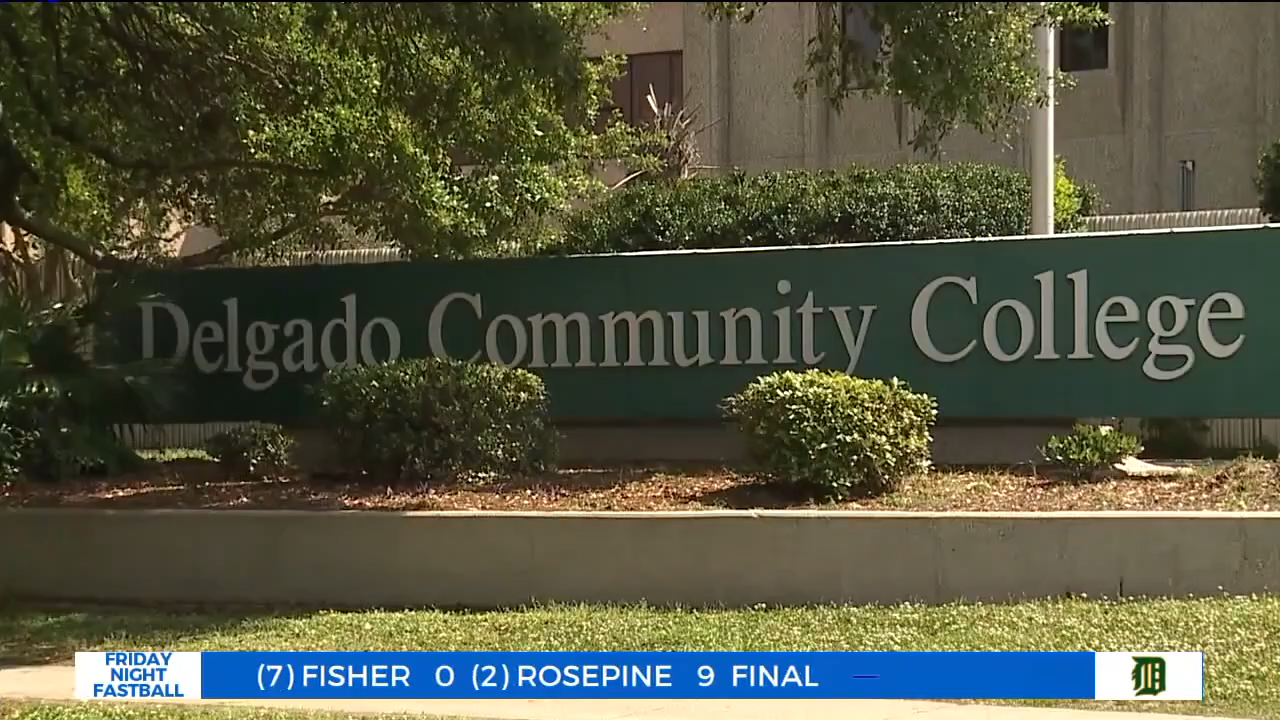 Delgado Community College
FRIDAY
NIGHT
FASTBALL
(7) FISHER 0 (2) ROSEPINE 9 FINAL
D